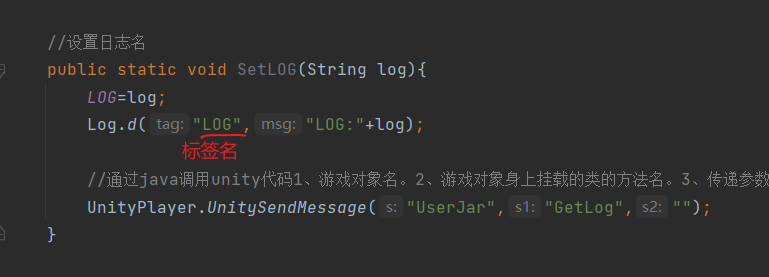 //设置日志名
public static void SetLOG(String log){
LOG=log;
Log.d( tag: "LOG", msg: "LOG:"+log);
标签名
//通过java调用unity代码1、游戏对象名。2、游戏对象身上挂载的类的方法名。3、传递参数
UnityPlayer.UnitySendMessage( s: "UserJar", s1: "GetLog", s2: "");
}